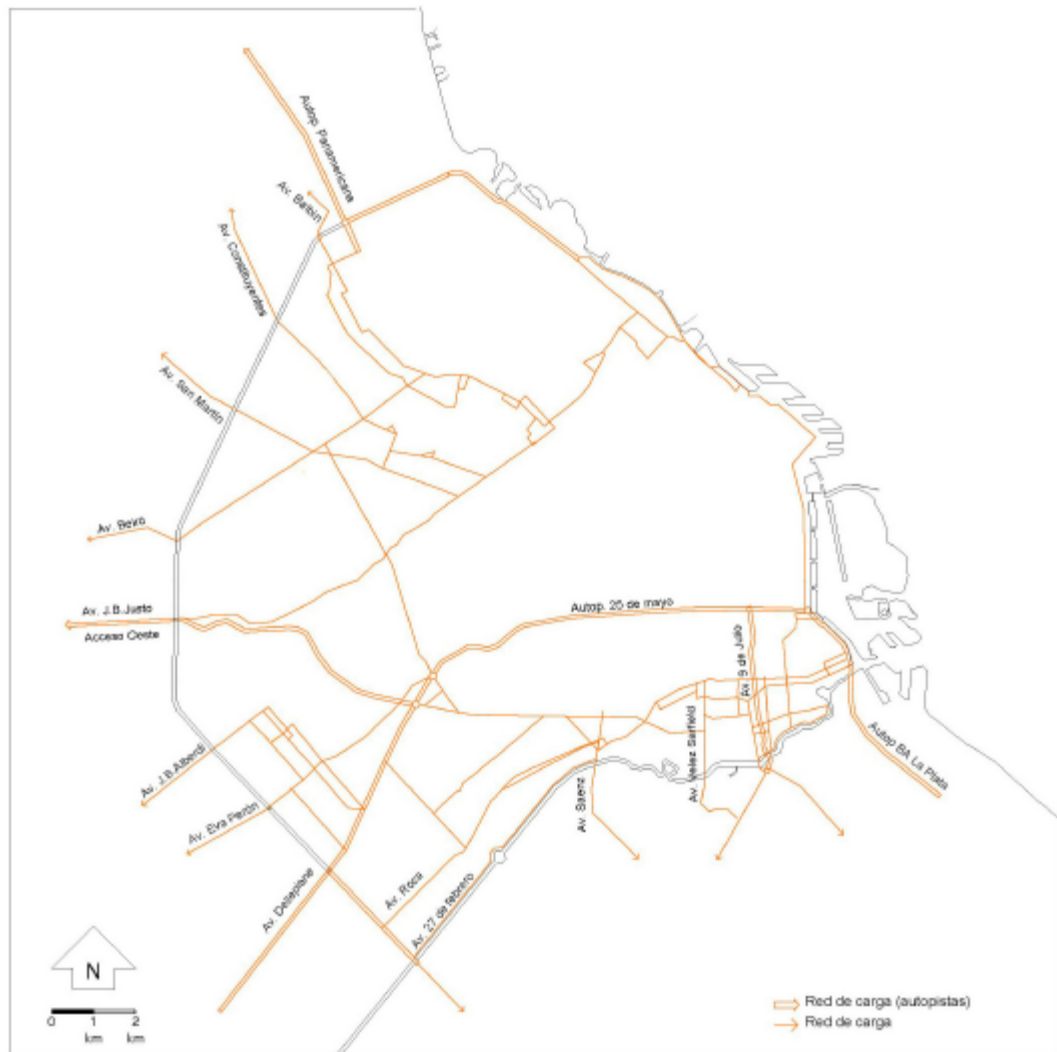 Autop. Panamericana
Av. Balbín
Av. Constituyentes
Av. San Martín
Av. Beiró
Av. J.B.Justo
Acceso Oeste
Autop. 25 de mayo
Av. 9 de Julio
Av. Velez Sarfield
Autop BA La Plata
Av. J.B.Alberdi
Av. Eva Perón
Av. Saenz
Av. Roca
Av. Dellepiane
Av. 27 de febrero
N
0 1 2
km km
Red de carga (autopistas)
Red de carga